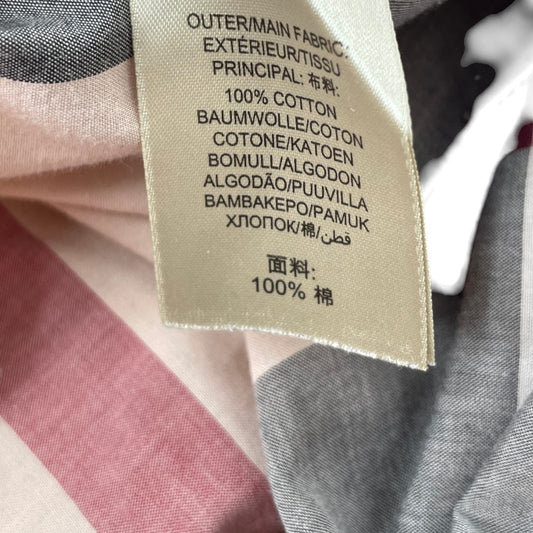 OUTER/MAIN FABRIC:
EXTÉRIEUR/TISSU
PRINCIPAL: 布料:
100% COTTON
BAUMWOLLE/COTON
COTONE/KATOEN
BOMULL/ALGODON
ALGODÃO/PUUVILLA
BAMBAKEPO/PAMUK
ХЛОПОК/棉/قطن
面料:
100% 棉